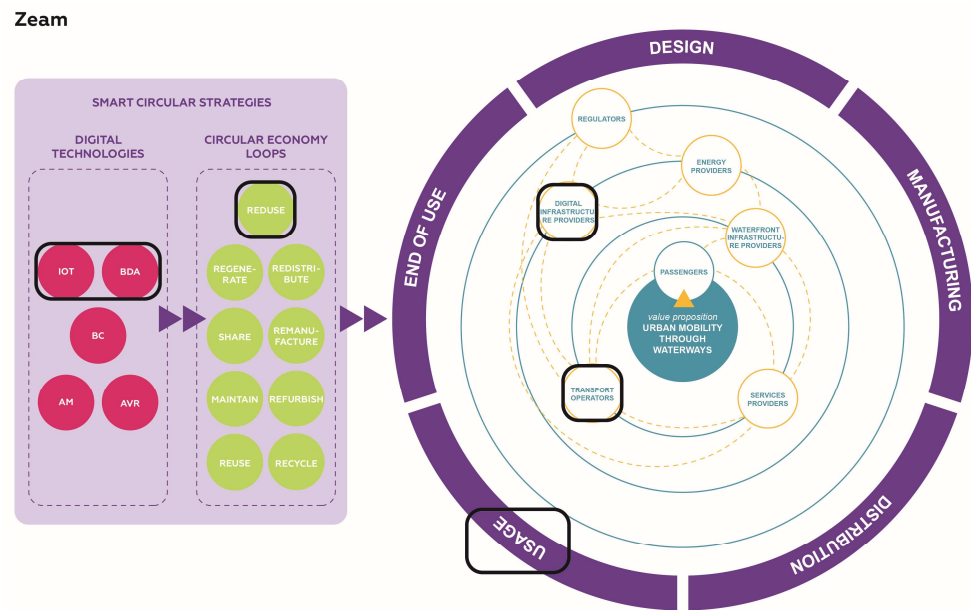 Zeam
SMART CIRCULAR STRATEGIES
DIGITAL
TECHNOLOGIES
CIRCULAR ECONOMY
LOOPS
IOT
BDA
BC
AM
AVR
REDUSE
REGENE-
RATE
REDISTRI-
BUTE
SHARE
REMANU-
FACTURE
MAINTAIN
REFURBISH
REUSE
RECYCLE
DESIGN
MANUFACTURING
DISTRIBUTION
USAGE
END OF USE
REGULATORS
ENERGY
PROVIDERS
DIGITAL
INFRASTRUCTU-
RE PROVIDERS
WATERFRONT
INFRASTRUCTU-
RE PROVIDERS
PASSENGERS
value proposition
URBAN MOBILITY
THROUGH
WATERWAYS
TRANSPORT
OPERATORS
SERVICES
PROVIDERS